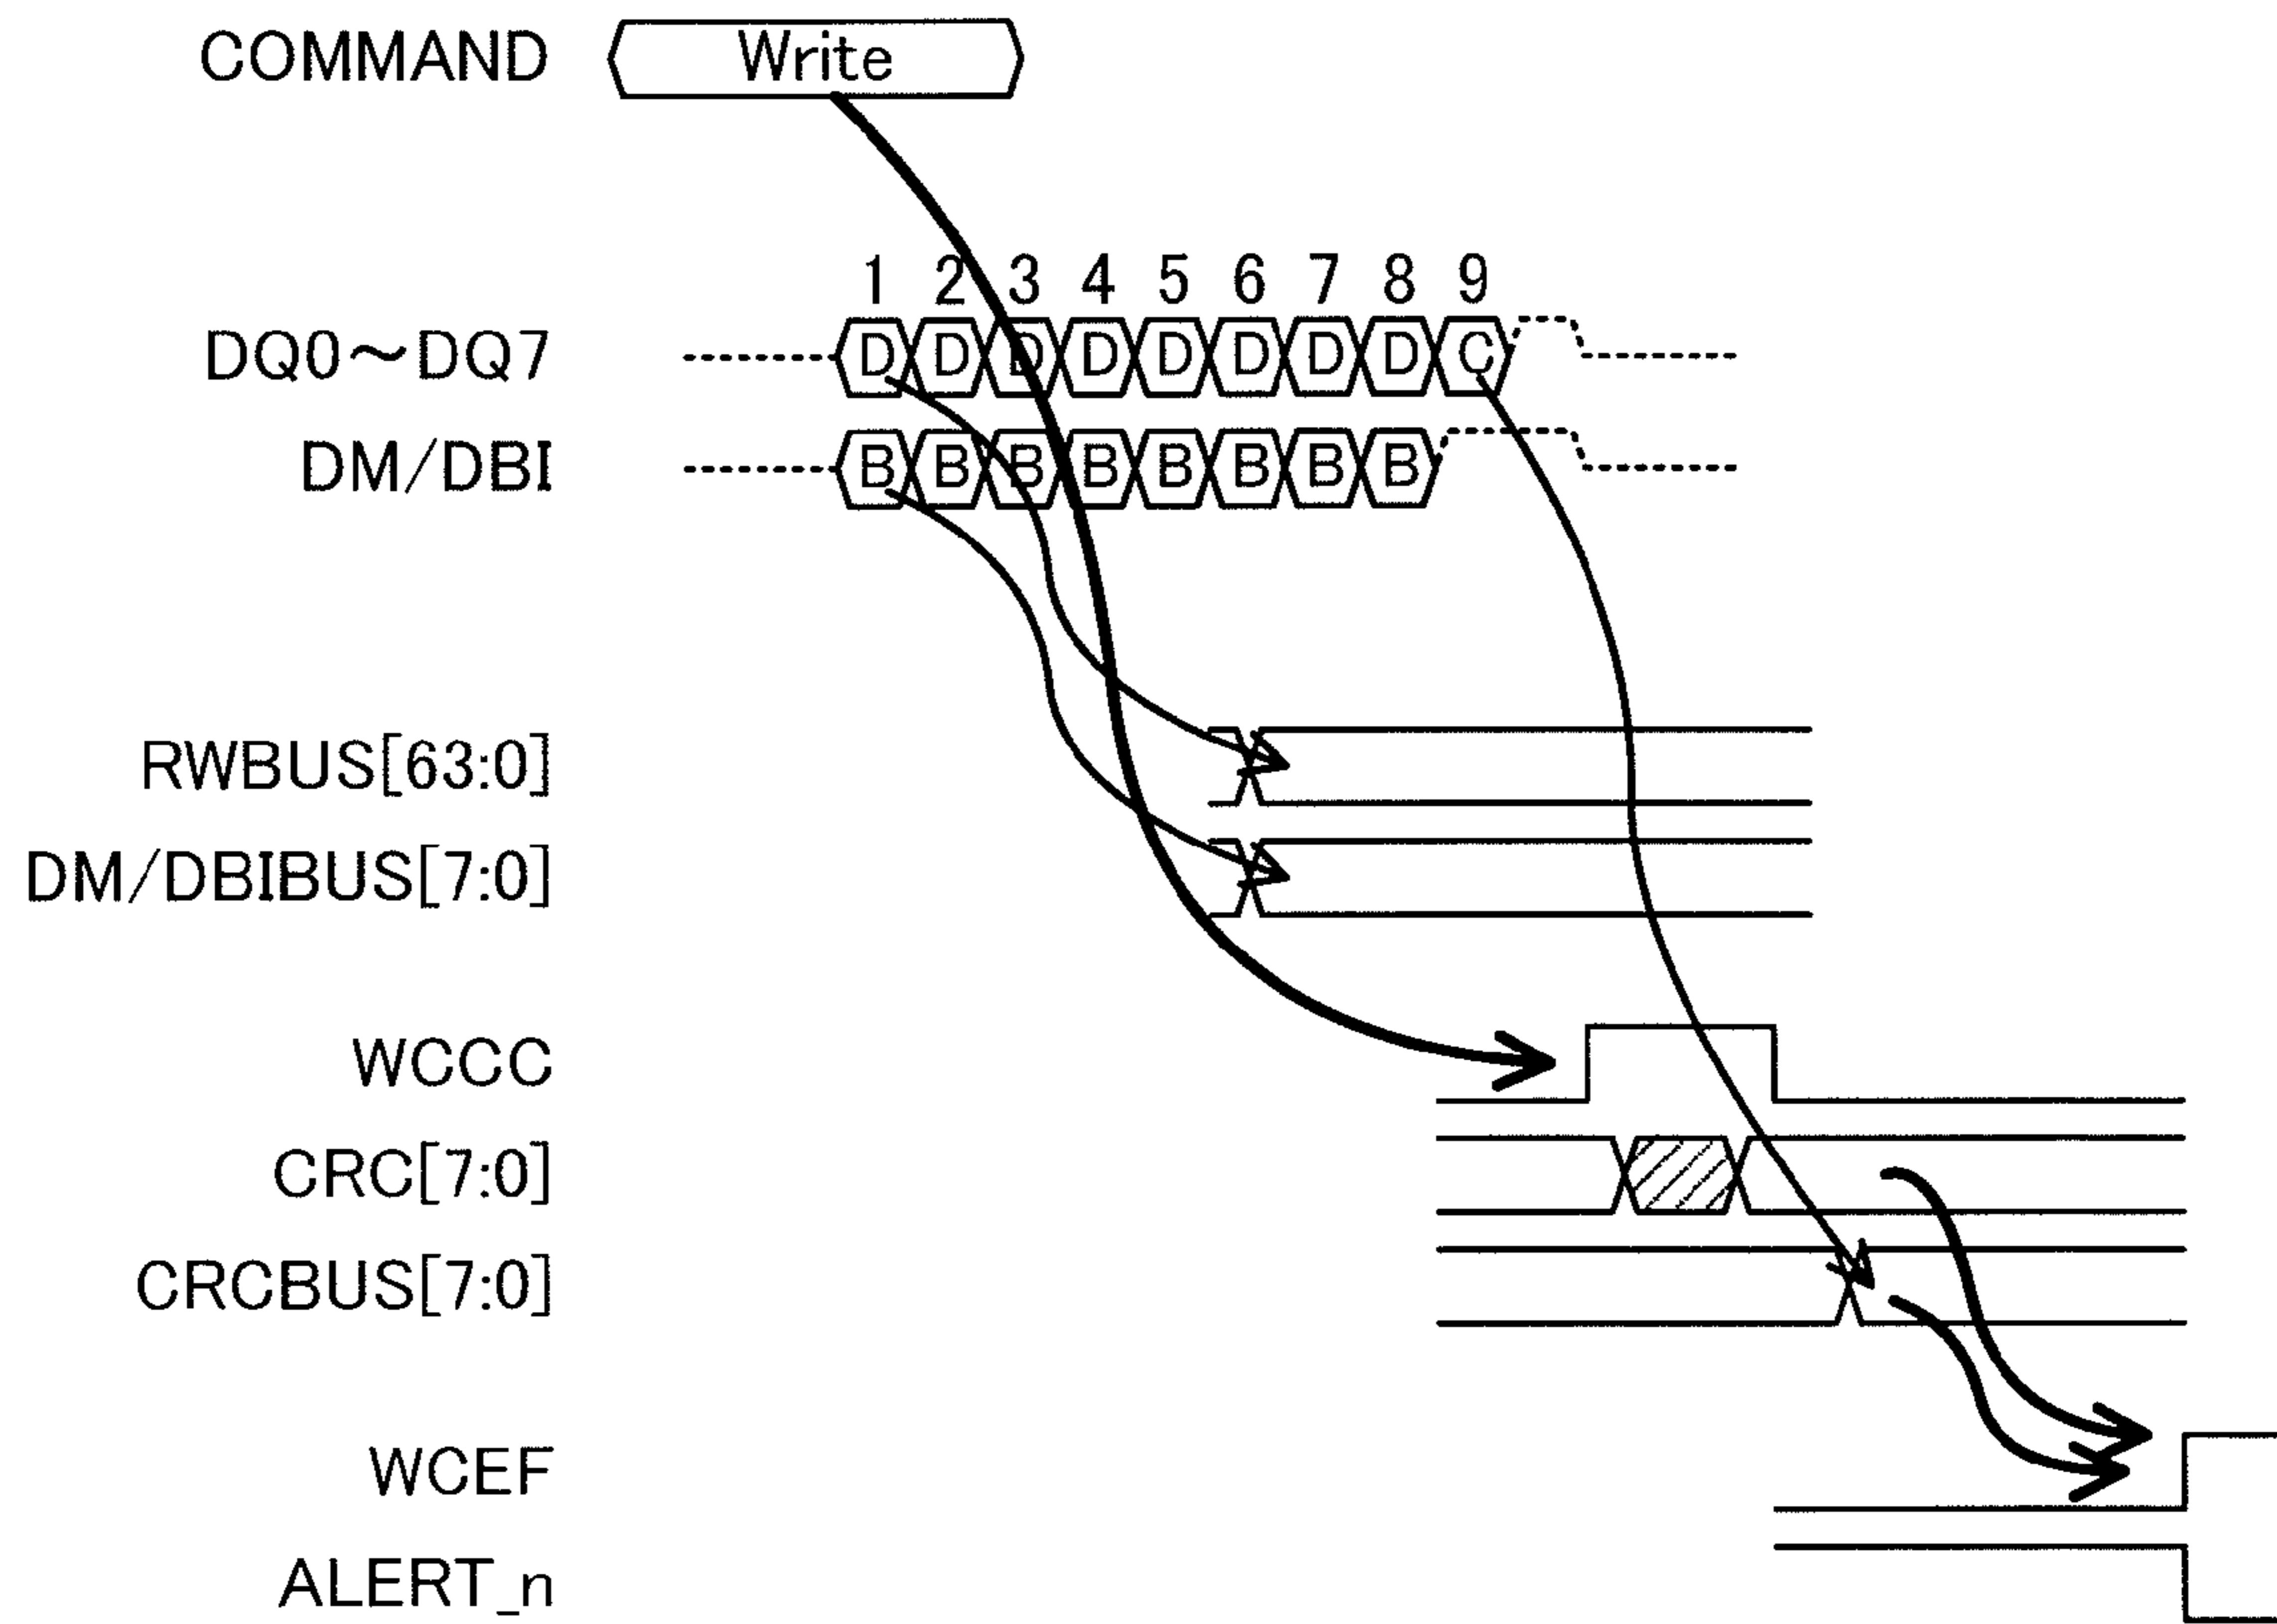 COMMAND Write
1 2 3 4 5 6 7 8 9
DQ0～DQ7 D D D D D D D D C
DM/DBI B B B B B B B B
RWBUS[63:0]
DM/DBIBUS[7:0]
WCCC
CRC[7:0]
CRCBUS[7:0]
WCEF
ALERT_n